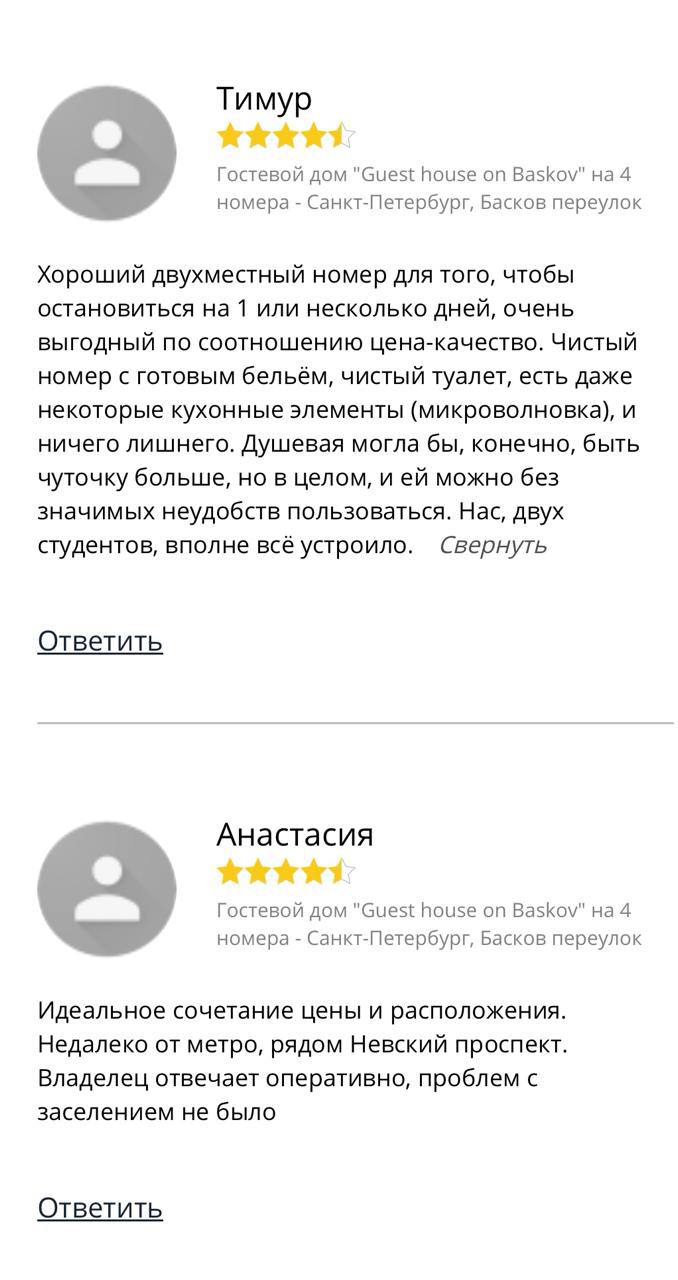 Тимур
Гостевой дом "Guest house on Baskov" на 4
номера - Санкт-Петербург, Басков переулок
Хороший двухместный номер для того, чтобы
остановиться на 1 или несколько дней, очень
выгодный по соотношению цена-качество. Чистый
номер с готовым бельём, чистый туалет, есть даже
некоторые кухонные элементы (микроволновка), и
ничего лишнего. Душевая могла бы, конечно, быть
чуточку больше, но в целом, и ей можно без
значимых неудобств пользоваться. Нас, двух
студентов, вполне всё устроило. Свернуть
Ответить
Анастасия
Гостевой дом "Guest house on Baskov" на 4
номера - Санкт-Петербург, Басков переулок
Идеальное сочетание цены и расположения.
Недалеко от метро, рядом Невский проспект.
Владелец отвечает оперативно, проблем с
заселением не было
Ответить